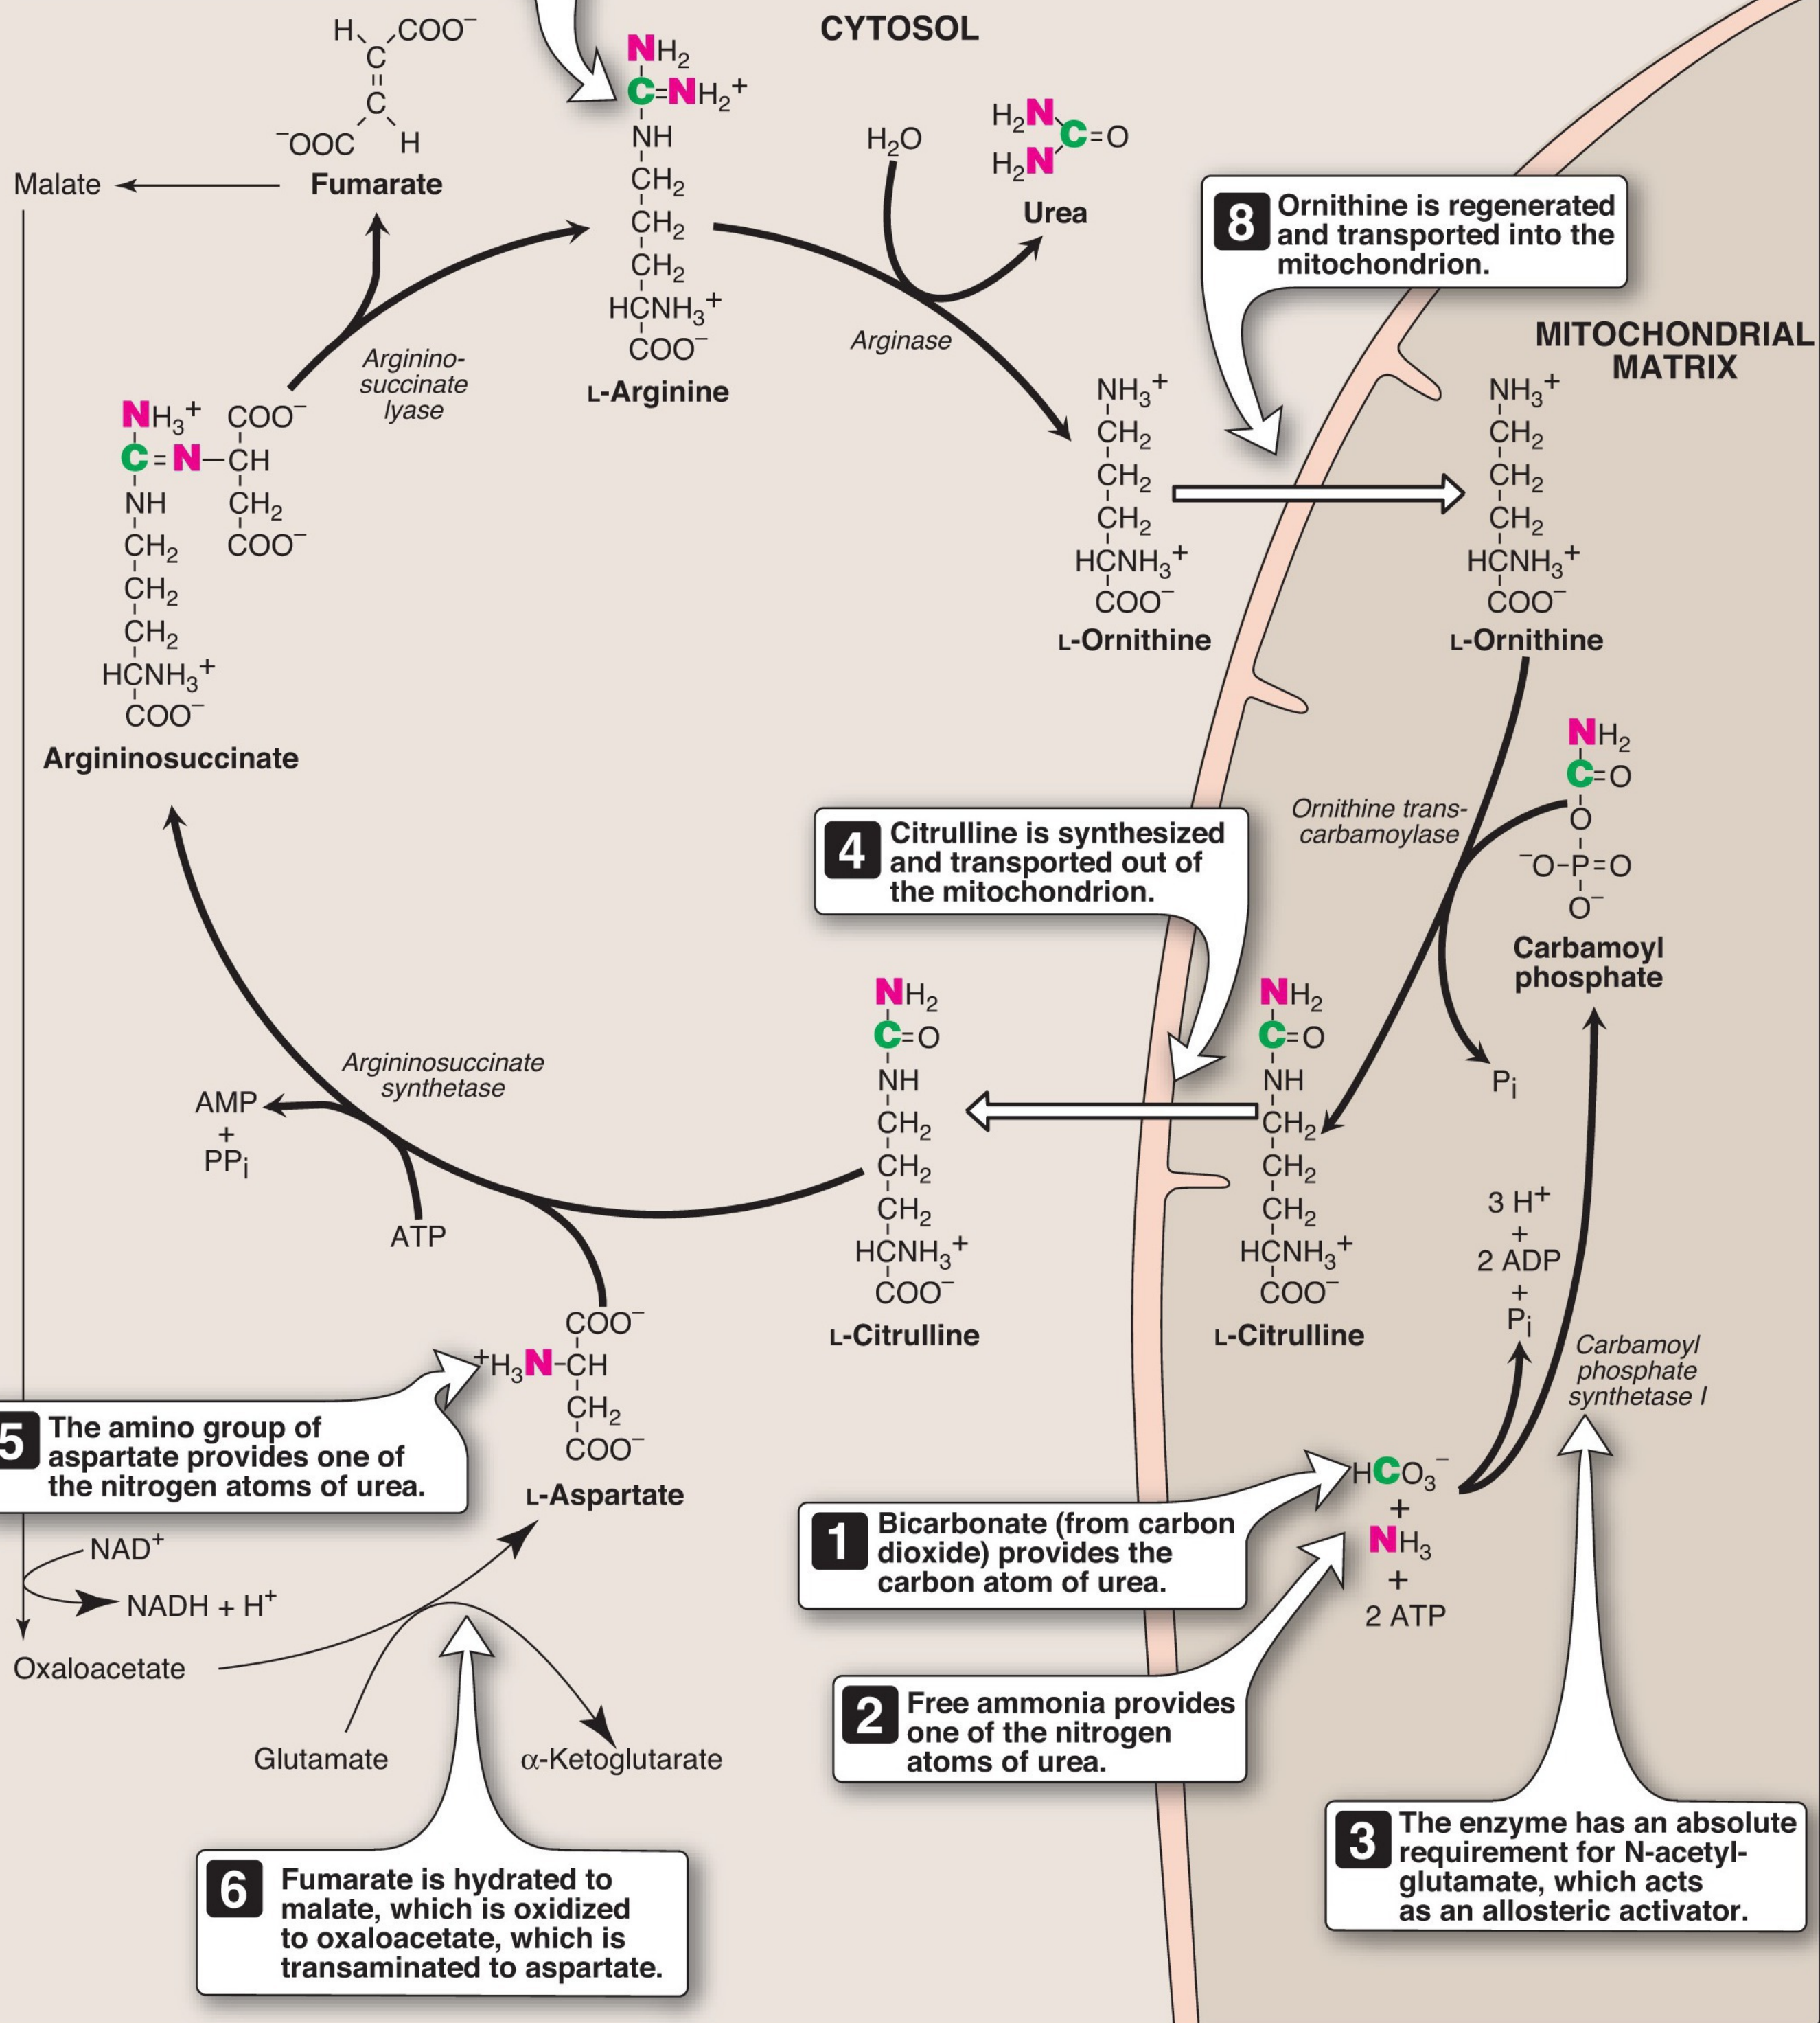 CYTOSOL
H COO⁻
C
=
C
⁻OOC H
Fumarate
Malate
NH₂
C=NH₂⁺
NH
CH₂
CH₂
CH₂
HCNH₃⁺
COO⁻
L-Arginine
H₂O
H₂N
C=O
H₂N
Urea
8 Ornithine is regenerated
and transported into the
mitochondrion.
MITOCHONDRIAL
MATRIX
Arginase
Arginino-
succinate
lyase
NH₃⁺ COO⁻
C=N–CH
NH CH₂
CH₂ COO⁻
CH₂
CH₂
HCNH₃⁺
COO⁻
Argininosuccinate
NH₃⁺
CH₂
CH₂
CH₂
HCNH₃⁺
COO⁻
L-Ornithine
NH₃⁺
CH₂
CH₂
CH₂
HCNH₃⁺
COO⁻
L-Ornithine
NH₂
C=O
O
⁻O–P=O
O⁻
Carbamoyl
phosphate
Ornithine trans-
carbamoylase
Pᵢ
4 Citrulline is synthesized
and transported out of
the mitochondrion.
NH₂
C=O
NH
CH₂
CH₂
CH₂
HCNH₃⁺
COO⁻
L-Citrulline
NH₂
C=O
NH
CH₂
CH₂
CH₂
HCNH₃⁺
COO⁻
L-Citrulline
Argininosuccinate
synthetase
AMP
+
PPᵢ
ATP
COO⁻
⁺H₃N–CH
CH₂
COO⁻
L-Aspartate
5 The amino group of
aspartate provides one of
the nitrogen atoms of urea.
3 H⁺
+
2 ADP
+
Pᵢ
Carbamoyl
phosphate
synthetase I
HCO₃⁻
+
NH₃
+
2 ATP
1 Bicarbonate (from carbon
dioxide) provides the
carbon atom of urea.
2 Free ammonia provides
one of the nitrogen
atoms of urea.
NAD⁺
NADH + H⁺
Oxaloacetate
Glutamate
α-Ketoglutarate
6 Fumarate is hydrated to
malate, which is oxidized
to oxaloacetate, which is
transaminated to aspartate.
3 The enzyme has an absolute
requirement for N-acetyl-
glutamate, which acts
as an allosteric activator.